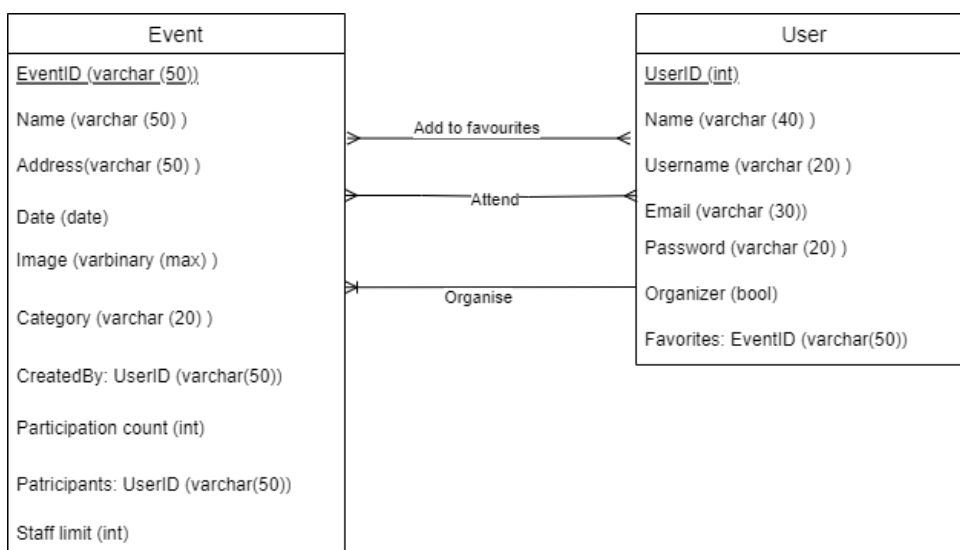 Event
EventID (varchar (50))
Name (varchar (50) )
Address(varchar (50) )
Date (date)
Image (varbinary (max) )
Category (varchar (20) )
CreatedBy: UserID (varchar(50))
Participation count (int)
Patricipants: UserID (varchar(50))
Staff limit (int)
Add to favourites
Attend
Organise
User
UserID (int)
Name (varchar (40) )
Username (varchar (20) )
Email (varchar (30))
Password (varchar (20) )
Organizer (bool)
Favorites: EventID (varchar(50))